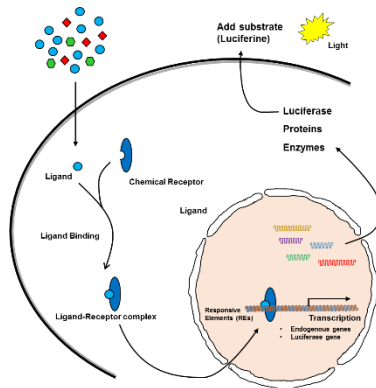 Add substrate
(Luciferine)
Light
Luciferase
Proteins
Enzymes
Ligand
Chemical Receptor
Ligand
Ligand Binding
Ligand-Receptor complex
Responsive
Elements (REs)
Transcription
• Endogenous genes
• Luciferase gene